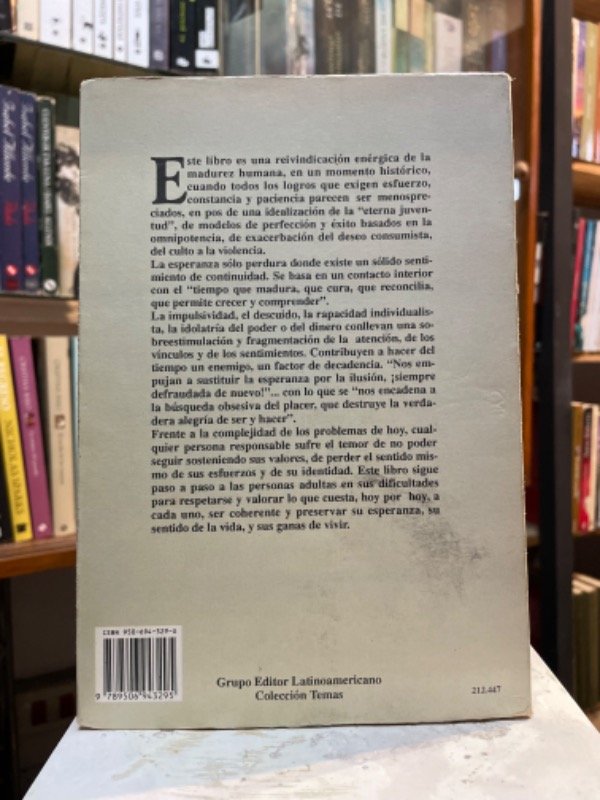 Este libro es una reivindicación enérgica de la
madurez humana, en un momento histórico,
cuando todos los logros que exigen esfuerzo,
constancia y paciencia parecen ser menospre-
ciados, en pos de una idealización de la “eterna juven-
tud”, de modelos de perfección y éxito basados en la
omnipotencia, de exacerbación del deseo consumista,
del culto a la violencia.
La esperanza sólo perdura donde existe un sólido senti-
miento de continuidad. Se basa en un contacto interior
con el “tiempo que madura, que cura, que reconcilia,
que permite crecer y comprender”.
La impulsividad, el descuido, la rapacidad individualis-
ta, la idolatría del poder o del dinero conllevan una so-
breestimulación y fragmentación de la atención, de los
vínculos y de los sentimientos. Contribuyen a hacer del
tiempo un enemigo, un factor de decadencia. “Nos em-
pujan a sustituir la esperanza por la ilusión, ¡siempre
defraudada de nuevo!”... con lo que se “nos encadena a
la búsqueda obsesiva del placer, que destruye la verda-
dera alegría de ser y hacer”.
Frente a la complejidad de los problemas de hoy, cual-
quier persona responsable sufre el temor de no poder
seguir sosteniendo sus valores, de perder el sentido mis-
mo de sus esfuerzos y de su identidad. Este libro sigue
paso a paso a las personas adultas en sus dificultades
para respetarse y valorar lo que cuesta, hoy por hoy, a
cada uno, ser coherente y preservar su esperanza, su
sentido de la vida, y sus ganas de vivir.
ISBN 950-694-529-8
9 789506 945295
Grupo Editor Latinoamericano
Colección Temas
212.447